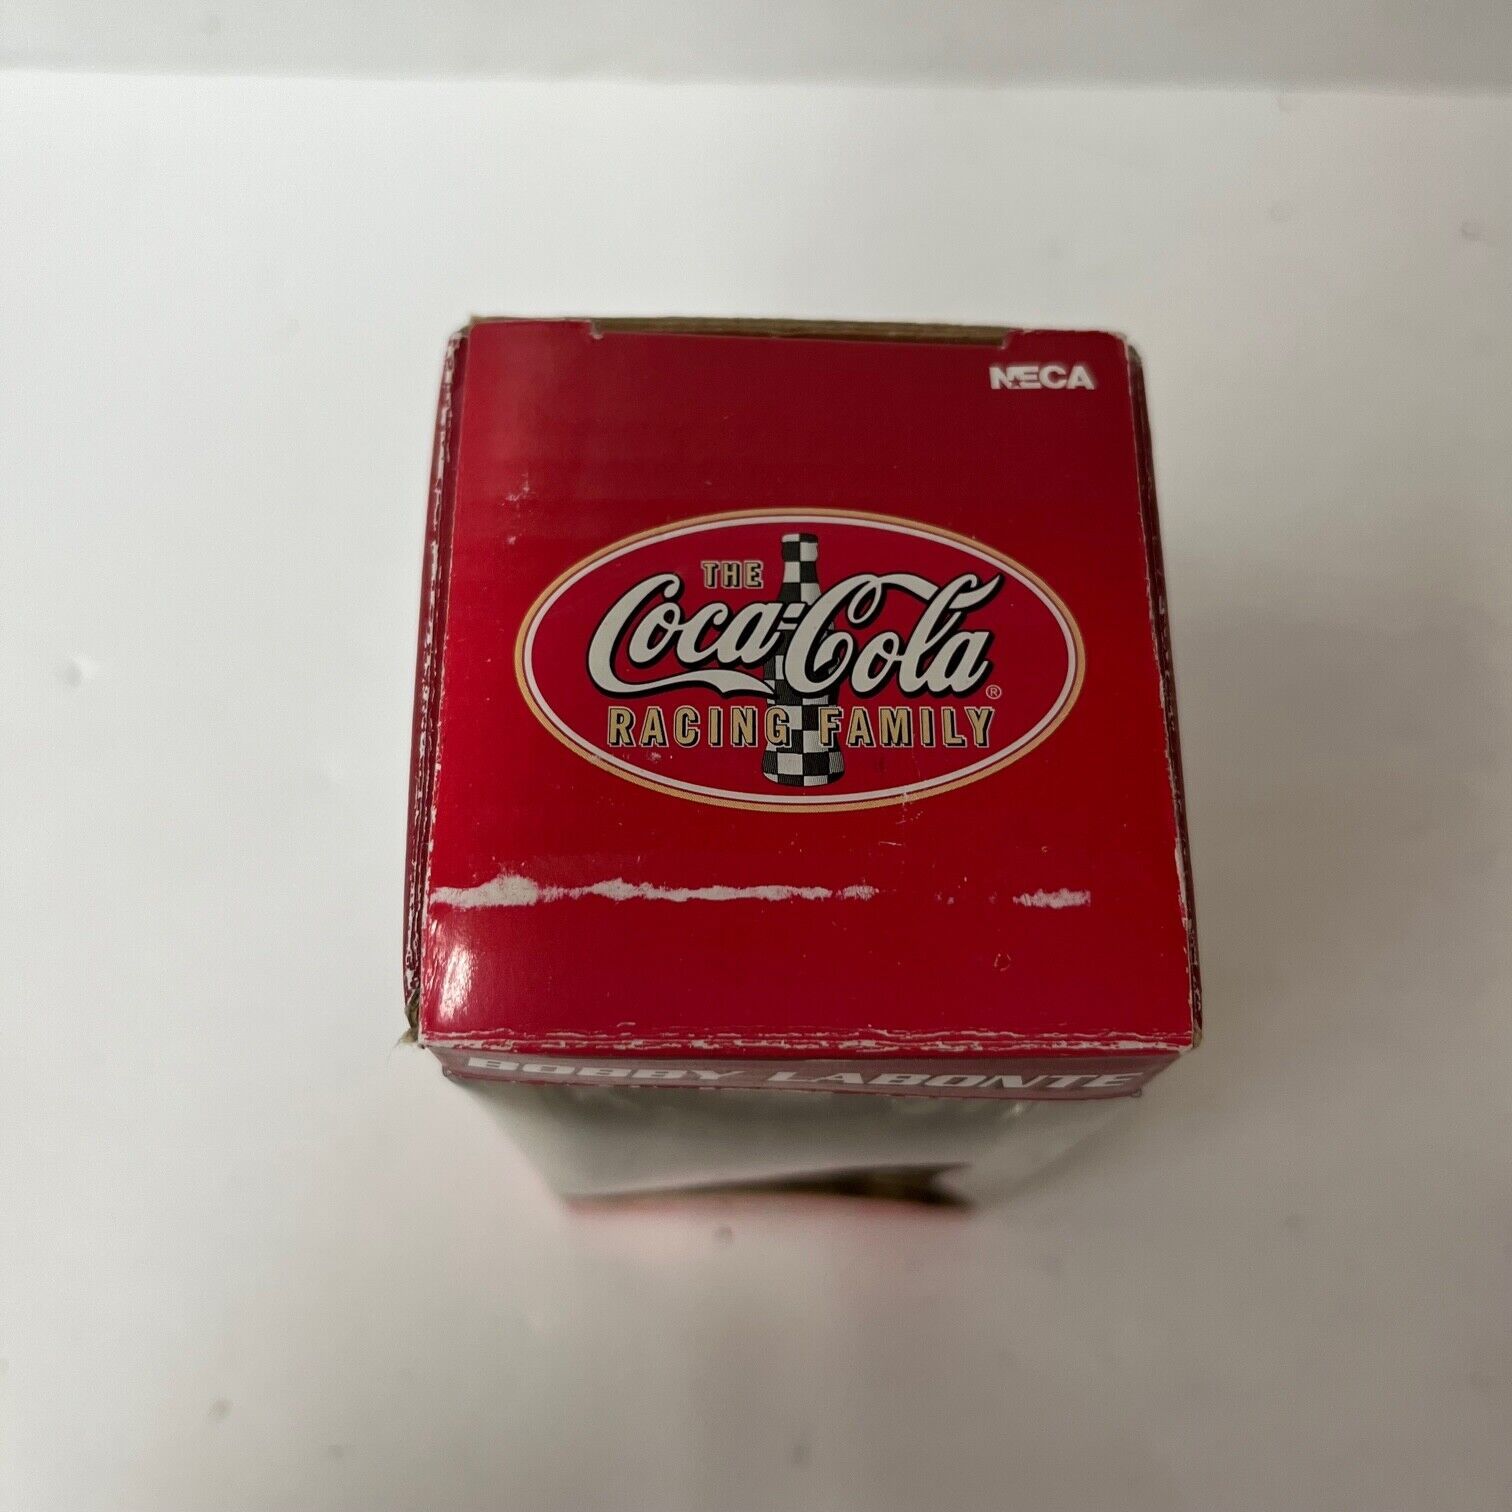 NECA
THE
Coca-Cola®
RACING FAMILY
BOBBY LABONTE